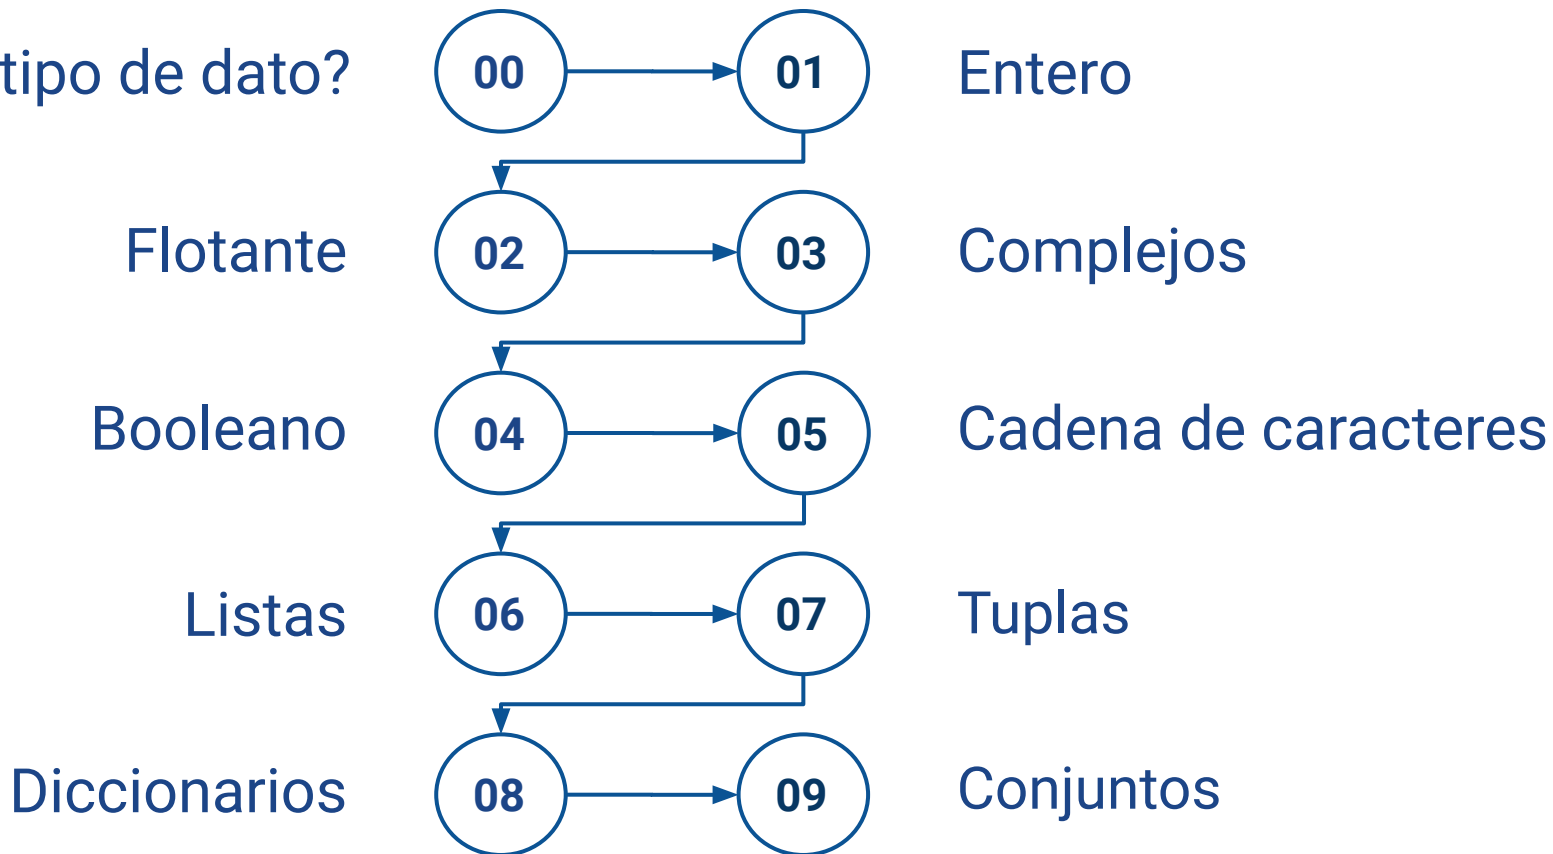 tipo de dato? 00 01 Entero
Flotante 02 03 Complejos
Booleano 04 05 Cadena de caracteres
Listas 06 07 Tuplas
Diccionarios 08 09 Conjuntos